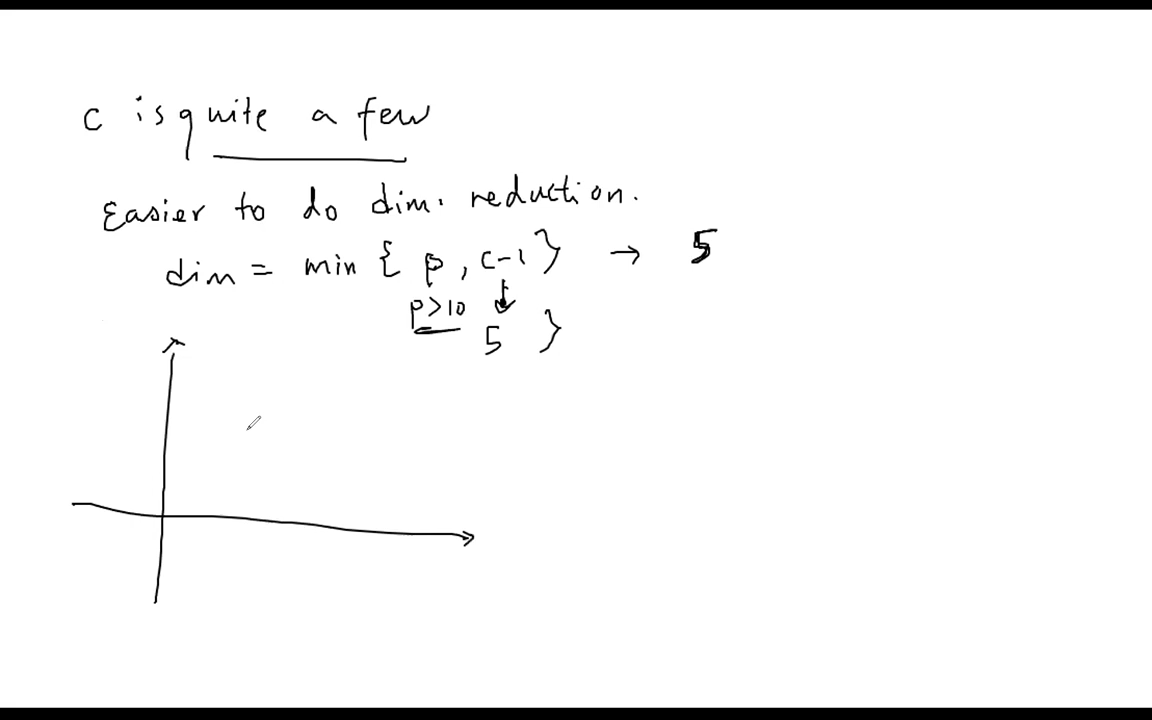 c is quite a few
Easier to do dim. reduction.
dim = min { p , c-1 } → 5
p>10 5 }